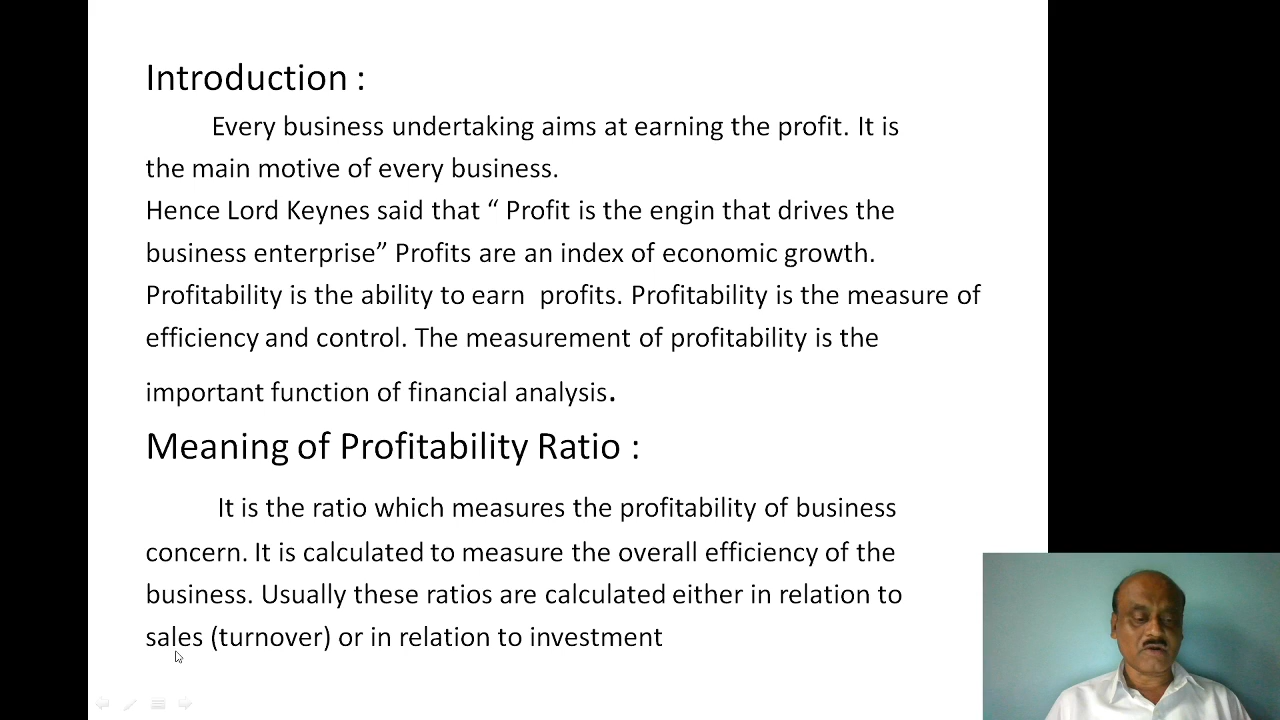 Introduction :
Every business undertaking aims at earning the profit. It is
the main motive of every business.
Hence Lord Keynes said that “ Profit is the engin that drives the
business enterprise” Profits are an index of economic growth.
Profitability is the ability to earn  profits. Profitability is the measure of
efficiency and control. The measurement of profitability is the
important function of financial analysis.
Meaning of Profitability Ratio :
It is the ratio which measures the profitability of business
concern. It is calculated to measure the overall efficiency of the
business. Usually these ratios are calculated either in relation to
sales (turnover) or in relation to investment